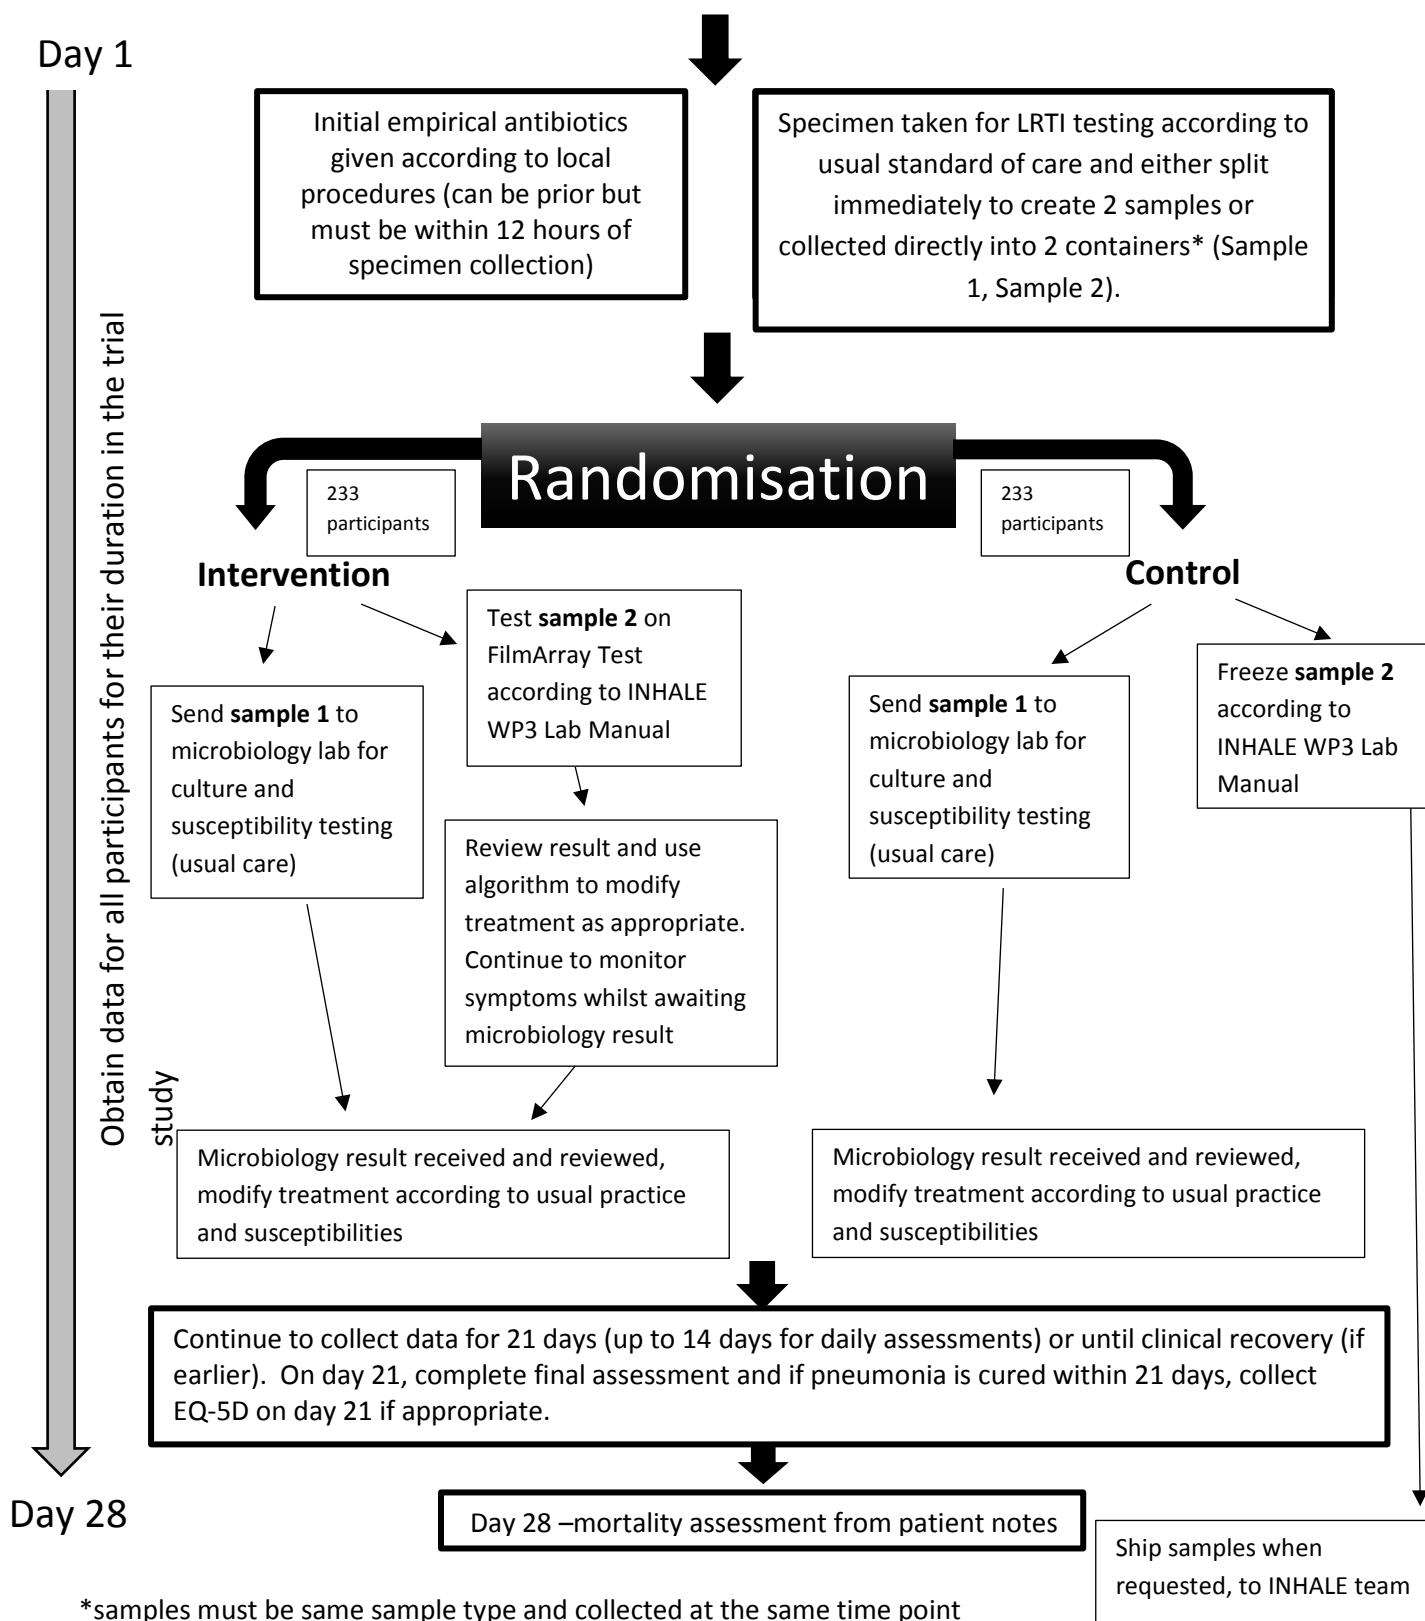 Day 1
Initial empirical antibiotics
given according to local
procedures (can be prior but
must be within 12 hours of
specimen collection)
Specimen taken for LRTI testing according to
usual standard of care and either split
immediately to create 2 samples or
collected directly into 2 containers* (Sample
1, Sample 2).
Obtain data for all participants for their duration in the trial
study
Randomisation
233
participants
233
participants
Intervention
Control
Send sample 1 to
microbiology lab for
culture and
susceptibility testing
(usual care)
Test sample 2 on
FilmArray Test
according to INHALE
WP3 Lab Manual
Review result and use
algorithm to modify
treatment as appropriate.
Continue to monitor
symptoms whilst awaiting
microbiology result
Send sample 1 to
microbiology lab for
culture and
susceptibility testing
(usual care)
Freeze sample 2
according to
INHALE WP3 Lab
Manual
Microbiology result received and reviewed,
modify treatment according to usual practice
and susceptibilities
Microbiology result received and reviewed,
modify treatment according to usual practice
and susceptibilities
Continue to collect data for 21 days (up to 14 days for daily assessments) or until clinical recovery (if
earlier).  On day 21, complete final assessment and if pneumonia is cured within 21 days, collect
EQ-5D on day 21 if appropriate.
Day 28
Day 28 –mortality assessment from patient notes
Ship samples when
requested, to INHALE team
*samples must be same sample type and collected at the same time point